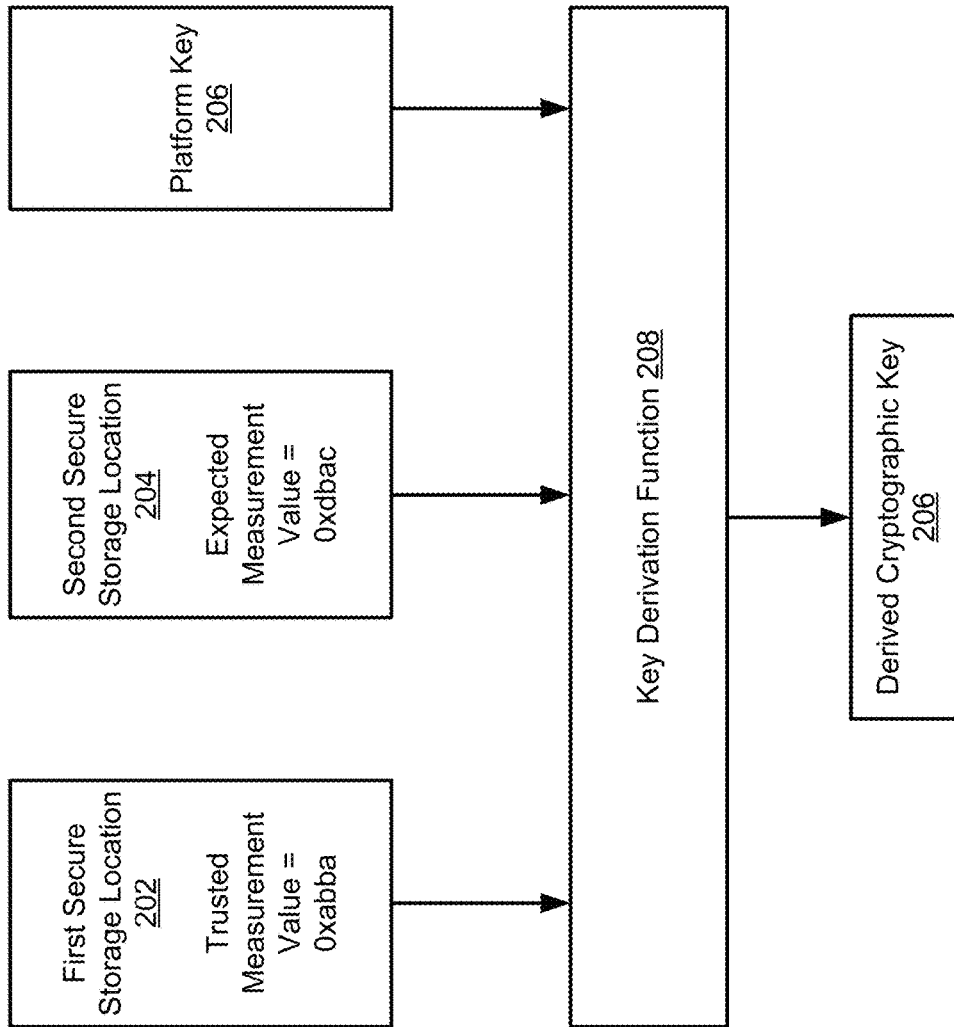 First Secure
Storage Location
202
Trusted
Measurement
Value =
0xabba
Second Secure
Storage Location
204
Expected
Measurement
Value =
0xdbac
Platform Key
206
Key Derivation Function 208
Derived Cryptographic Key
206